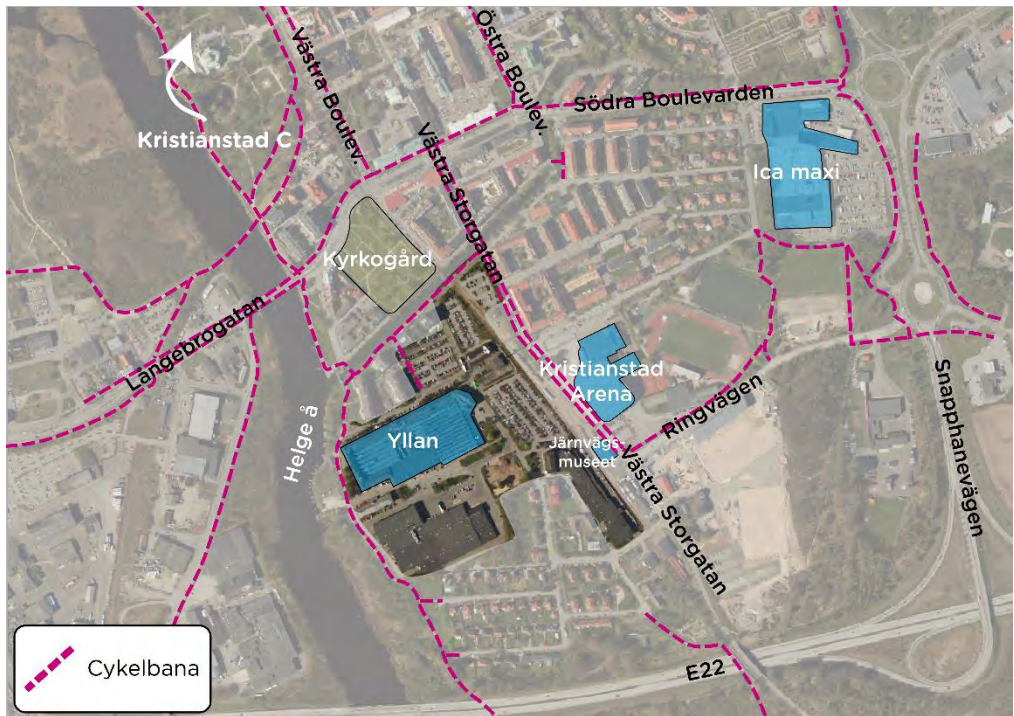 Västra Boulev.
Östra Boulev.
Södra Boulevarden
Kristianstad C
Västra Storgatan
Ica maxi
Kyrkogård
Långebrogatan
Kristianstad
Arena
Ringvägen
Snapphanevägen
Helge å
Yllan
Järnvägs-
museet
Västra Storgatan
E22
Cykelbana